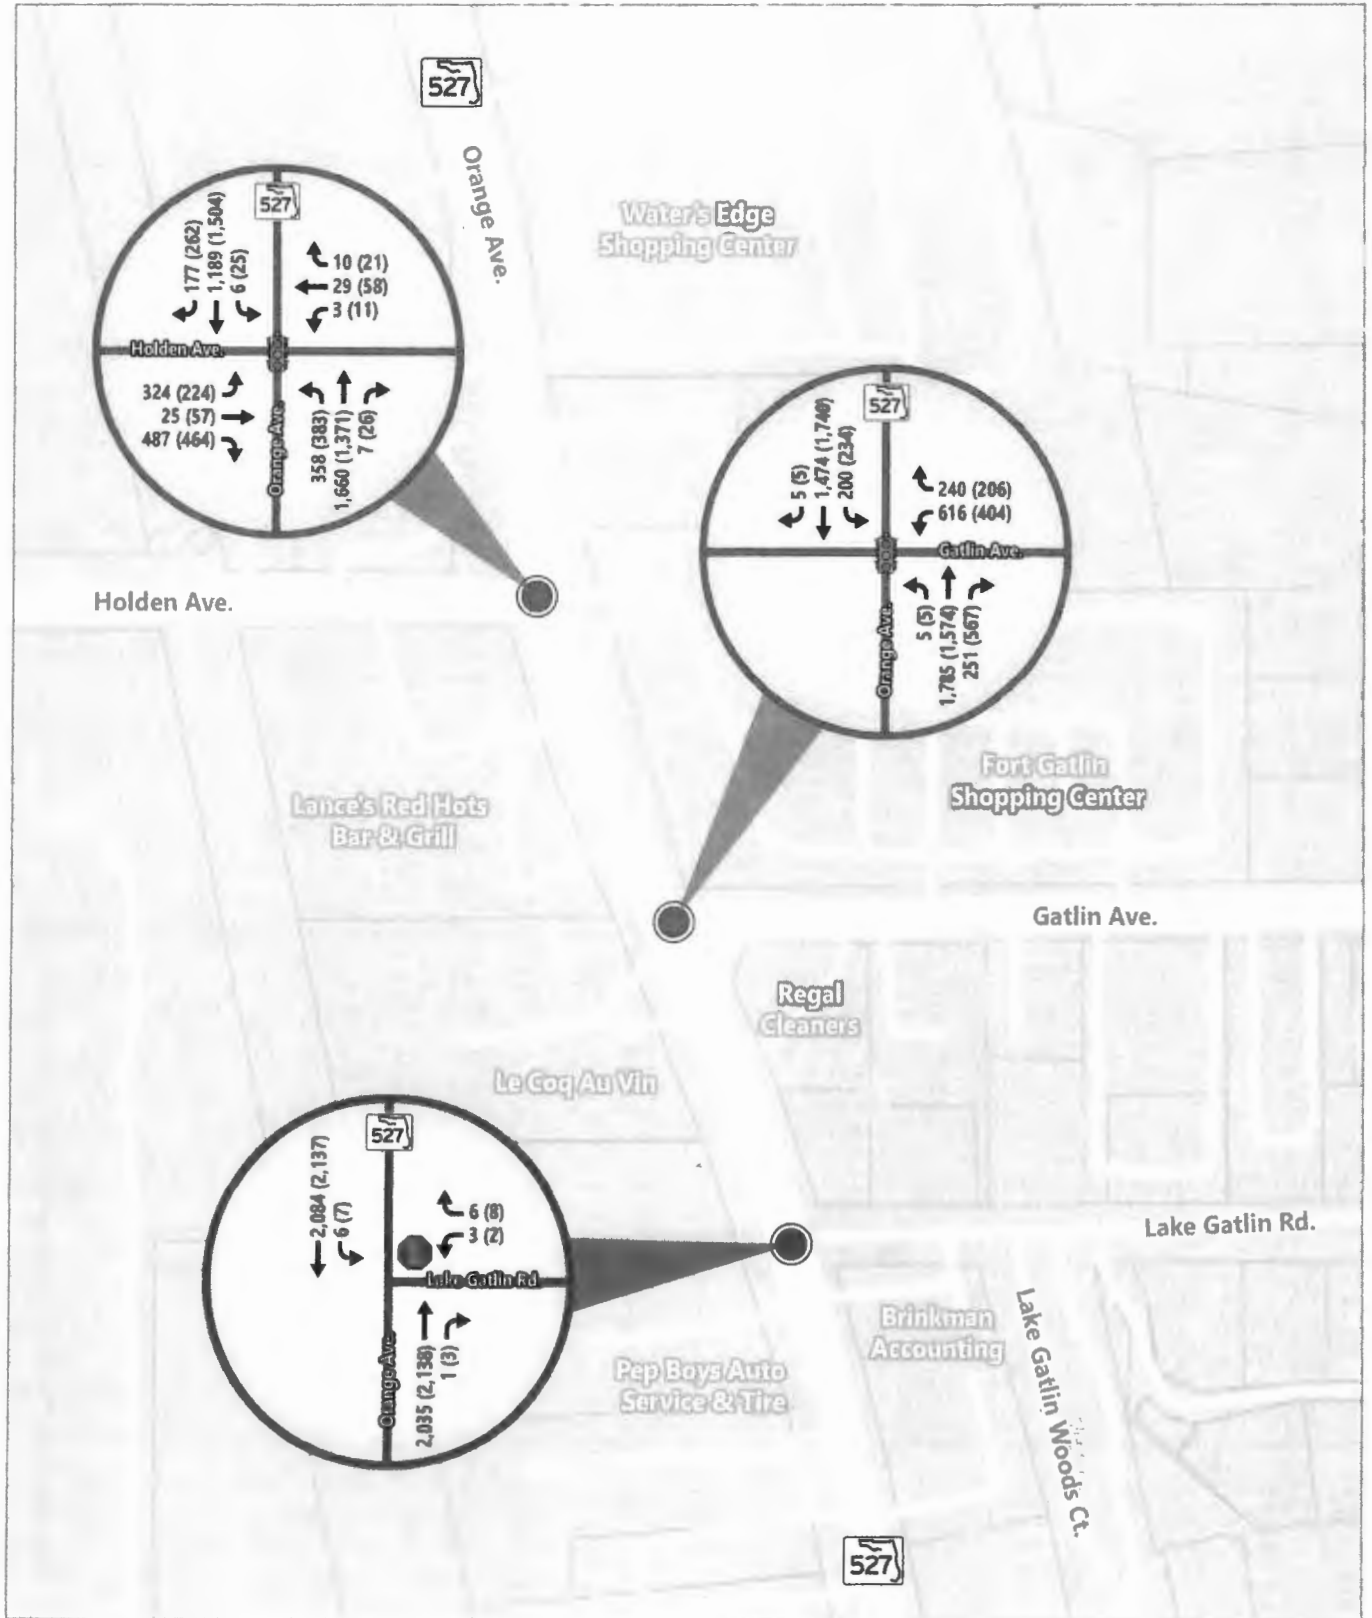 527
Orange Ave.
Water's Edge
Shopping Center
527
177 (262)
1,189 (1,504)
6 (25)
10 (21)
29 (58)
3 (11)
Holden Ave.
324 (224)
25 (57)
487 (464)
Orange Ave.
358 (383)
1,660 (1,371)
7 (26)
527
5 (5)
1,474 (1,740)
200 (234)
240 (206)
616 (404)
Gatlin Ave.
Orange Ave.
5 (5)
1,785 (1,574)
251 (567)
Holden Ave.
Fort Gatlin
Shopping Center
Lance's Red Hots
Bar & Grill
Gatlin Ave.
Regal
Cleaners
Le Coq Au Vin
527
2,084 (2,137)
6 (7)
6 (8)
3 (2)
Lake Gatlin Rd.
Orange Ave.
2,035 (2,138)
1 (3)
Lake Gatlin Rd.
Brinkman
Accounting
Lake Gatlin Woods Ct.
Pep Boys Auto
Service & Tire
527